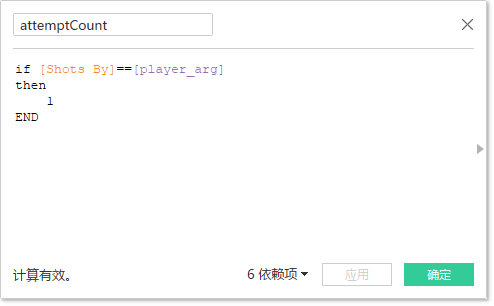 attemptCount
if [Shots By]==[player_arg]
then
    1
END
计算有效。
6 依赖项
应用
确定